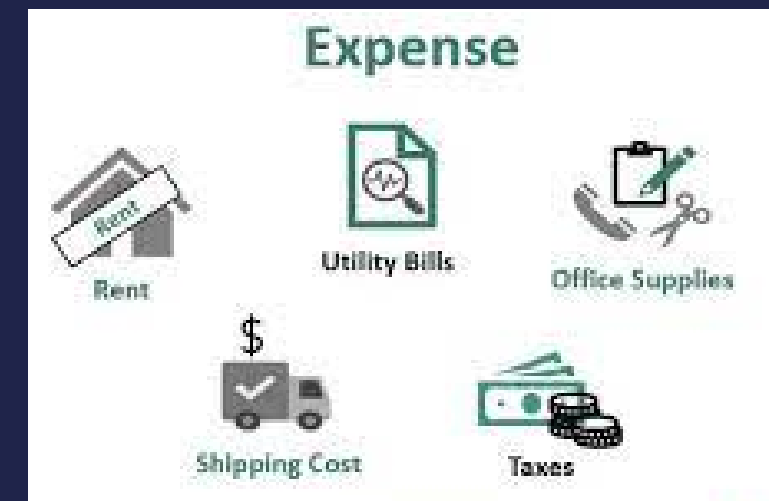 Expense
Rent
Rent
Utility Bills
Office Supplies
$
Shipping Cost
Taxes